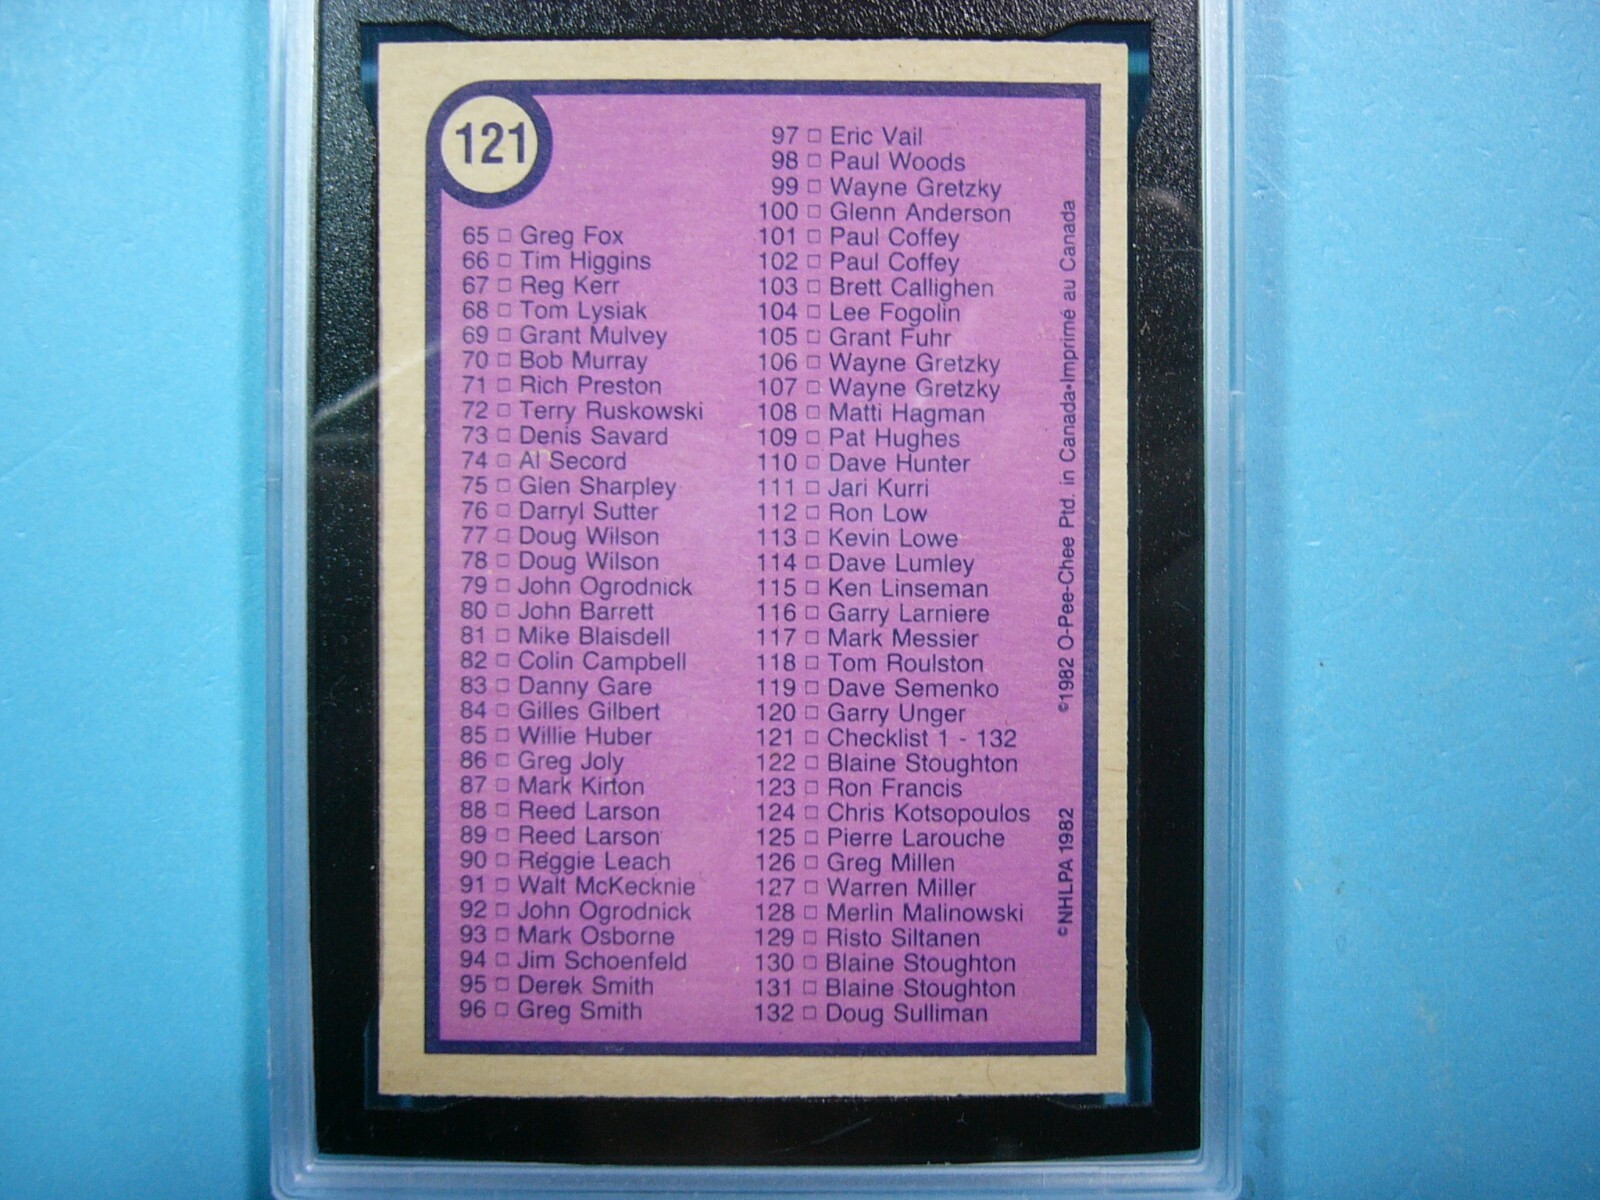 121
65 □ Greg Fox
66 □ Tim Higgins
67 □ Reg Kerr
68 □ Tom Lysiak
69 □ Grant Mulvey
70 □ Bob Murray
71 □ Rich Preston
72 □ Terry Ruskowski
73 □ Denis Savard
74 □ Al Secord
75 □ Glen Sharpley
76 □ Darryl Sutter
77 □ Doug Wilson
78 □ Doug Wilson
79 □ John Ogrodnick
80 □ John Barrett
81 □ Mike Blaisdell
82 □ Colin Campbell
83 □ Danny Gare
84 □ Gilles Gilbert
85 □ Willie Huber
86 □ Greg Joly
87 □ Mark Kirton
88 □ Reed Larson
89 □ Reed Larson
90 □ Reggie Leach
91 □ Walt McKecknie
92 □ John Ogrodnick
93 □ Mark Osborne
94 □ Jim Schoenfeld
95 □ Derek Smith
96 □ Greg Smith
97 □ Eric Vail
98 □ Paul Woods
99 □ Wayne Gretzky
100 □ Glenn Anderson
101 □ Paul Coffey
102 □ Paul Coffey
103 □ Brett Callighen
104 □ Lee Fogolin
105 □ Grant Fuhr
106 □ Wayne Gretzky
107 □ Wayne Gretzky
108 □ Matti Hagman
109 □ Pat Hughes
110 □ Dave Hunter
111 □ Jari Kurri
112 □ Ron Low
113 □ Kevin Lowe
114 □ Dave Lumley
115 □ Ken Linseman
116 □ Garry Larniere
117 □ Mark Messier
118 □ Tom Roulston
119 □ Dave Semenko
120 □ Garry Unger
121 □ Checklist 1 - 132
122 □ Blaine Stoughton
123 □ Ron Francis
124 □ Chris Kotsopoulos
125 □ Pierre Larouche
126 □ Greg Millen
127 □ Warren Miller
128 □ Merlin Malinowski
129 □ Risto Siltanen
130 □ Blaine Stoughton
131 □ Blaine Stoughton
132 □ Doug Sulliman
©NHLPA 1982
©1982 O-Pee-Chee Ptd. in Canada•Imprimé au Canada